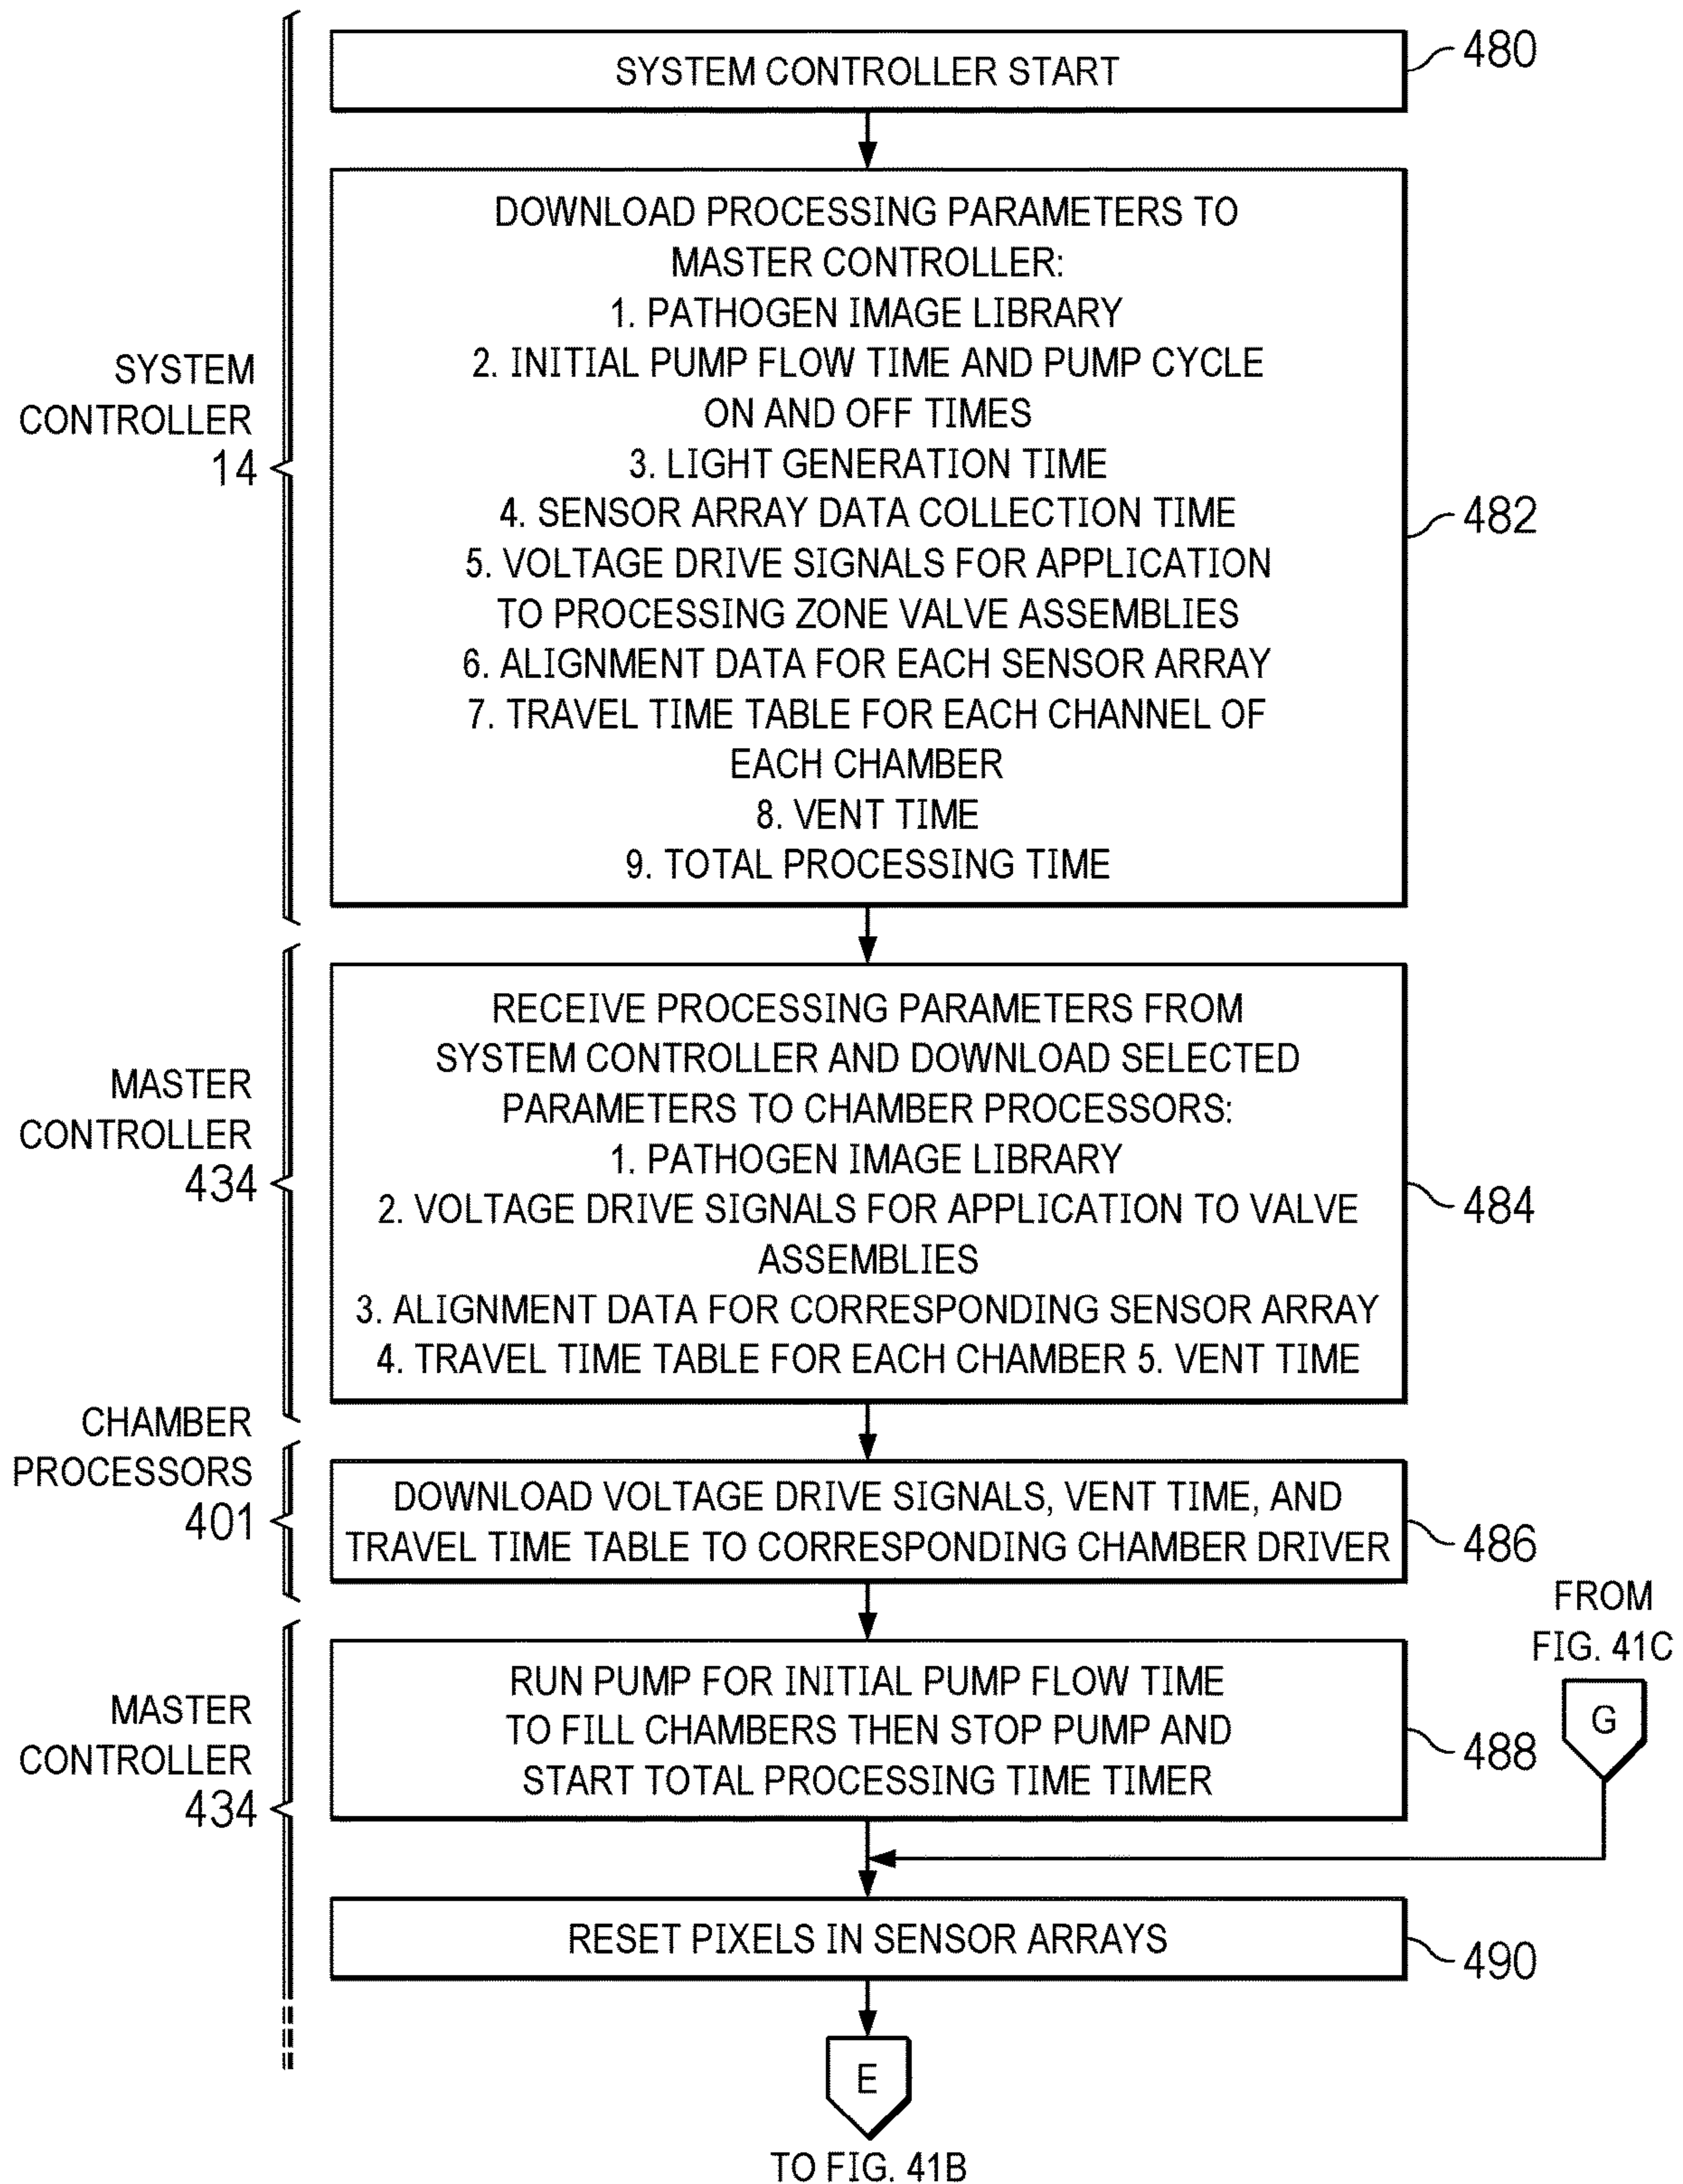 SYSTEM CONTROLLER START
480
DOWNLOAD PROCESSING PARAMETERS TO
MASTER CONTROLLER:
1. PATHOGEN IMAGE LIBRARY
2. INITIAL PUMP FLOW TIME AND PUMP CYCLE
ON AND OFF TIMES
3. LIGHT GENERATION TIME
4. SENSOR ARRAY DATA COLLECTION TIME
5. VOLTAGE DRIVE SIGNALS FOR APPLICATION
TO PROCESSING ZONE VALVE ASSEMBLIES
6. ALIGNMENT DATA FOR EACH SENSOR ARRAY
7. TRAVEL TIME TABLE FOR EACH CHANNEL OF
EACH CHAMBER
8. VENT TIME
9. TOTAL PROCESSING TIME
482
SYSTEM
CONTROLLER
14
RECEIVE PROCESSING PARAMETERS FROM
SYSTEM CONTROLLER AND DOWNLOAD SELECTED
PARAMETERS TO CHAMBER PROCESSORS:
1. PATHOGEN IMAGE LIBRARY
2. VOLTAGE DRIVE SIGNALS FOR APPLICATION TO VALVE
ASSEMBLIES
3. ALIGNMENT DATA FOR CORRESPONDING SENSOR ARRAY
4. TRAVEL TIME TABLE FOR EACH CHAMBER 5. VENT TIME
484
MASTER
CONTROLLER
434
CHAMBER
PROCESSORS
401
DOWNLOAD VOLTAGE DRIVE SIGNALS, VENT TIME, AND
TRAVEL TIME TABLE TO CORRESPONDING CHAMBER DRIVER
486
MASTER
CONTROLLER
434
RUN PUMP FOR INITIAL PUMP FLOW TIME
TO FILL CHAMBERS THEN STOP PUMP AND
START TOTAL PROCESSING TIME TIMER
488
FROM
FIG. 41C
G
RESET PIXELS IN SENSOR ARRAYS
490
E
TO FIG. 41B